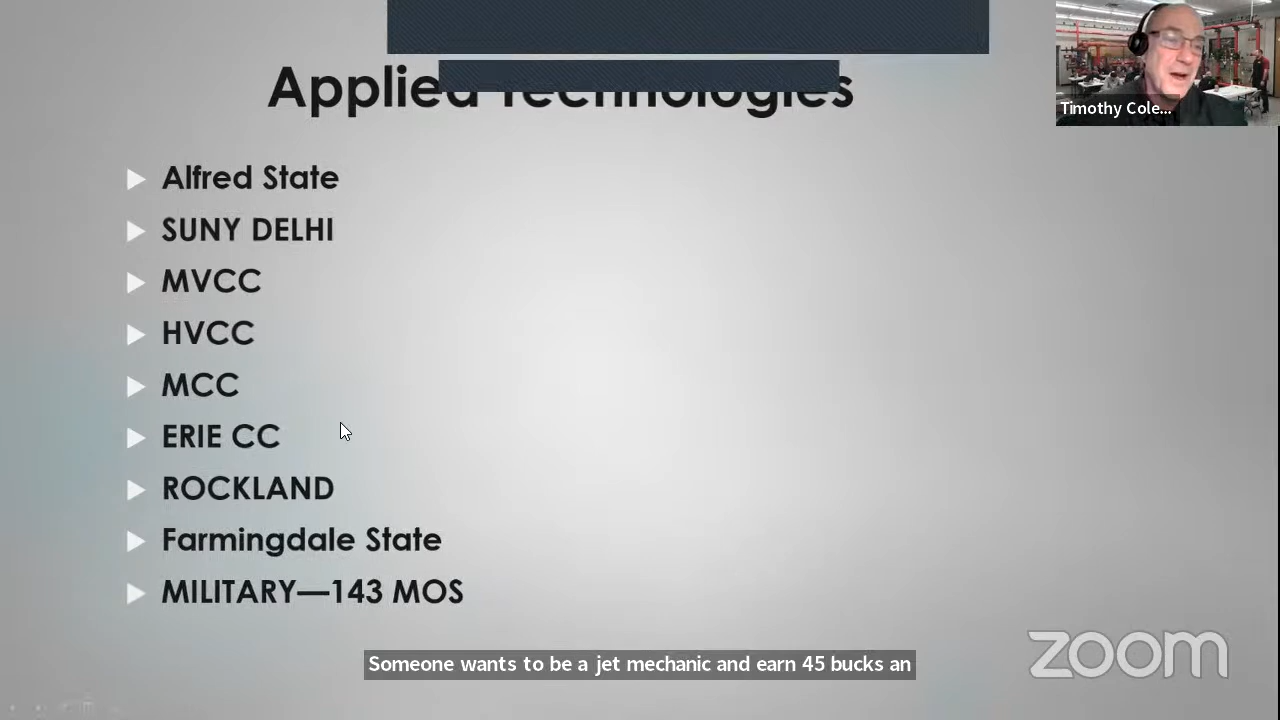 Applied Technologies
Timothy Cole...
Alfred State
SUNY DELHI
MVCC
HVCC
MCC
ERIE CC
ROCKLAND
Farmingdale State
MILITARY—143 MOS
Someone wants to be a jet mechanic and earn 45 bucks an
zoom